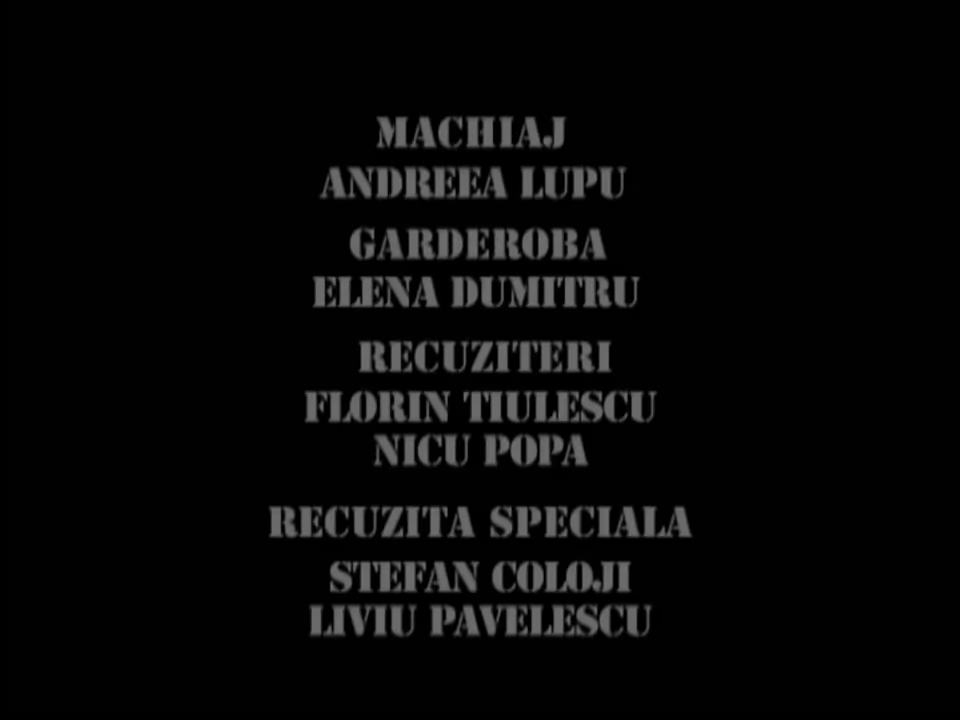 MACHIAJ
ANDREEA LUPU
GARDEROBA
ELENA DUMITRU
RECUZITERI
FLORIN TIULESCU
NICU POPA
RECUZITA SPECIALA
STEFAN COLOJI
LIVIU PAVELESCU